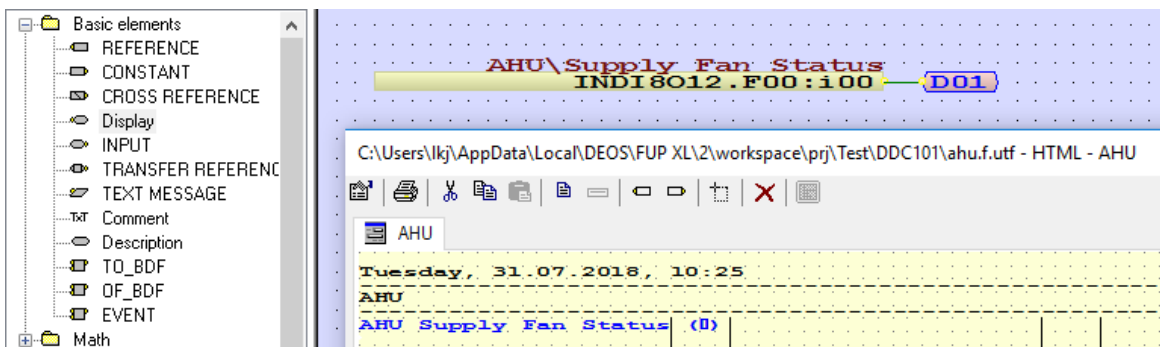 Basic elements
REFERENCE
CONSTANT
CROSS REFERENCE
Display
INPUT
TRANSFER REFERENC
TEXT MESSAGE
TxT Comment
Description
TO_BDF
OF_BDF
EVENT
Math
AHU\Supply Fan Status
INDI8O12.F00:i00 D01
C:\Users\lkj\AppData\Local\DEOS\FUP XL\2\workspace\prj\Test\DDC101\ahu.f.utf - HTML - AHU
AHU
Tuesday, 31.07.2018, 10:25
AHU
AHU Supply Fan Status (▯)